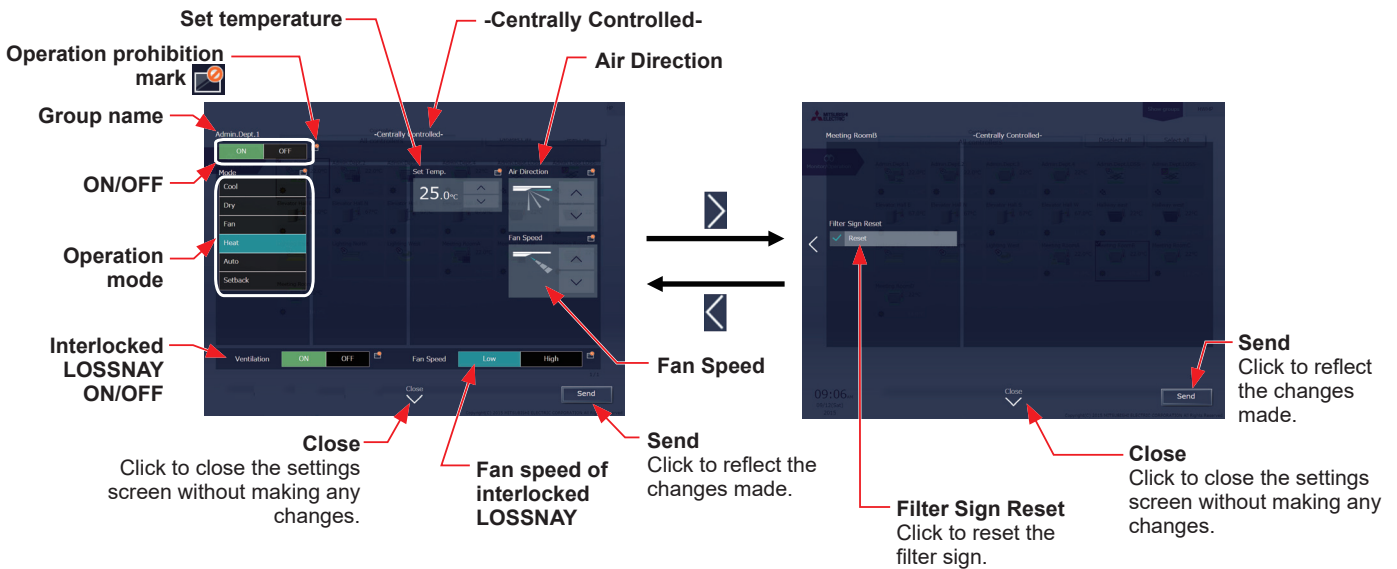 Set temperature
-Centrally Controlled-
Operation prohibition
mark
Air Direction
Group name
ON/OFF
Operation
mode
Interlocked
LOSSNAY
ON/OFF
Admin.Dept.1
-Centrally Controlled-
ON OFF
Mode
Cool
Dry
Fan
Heat
Auto
Setback
Set Temp.
25.0°C
Air Direction
Fan Speed
Ventilation ON OFF Fan Speed Low High
Close
Send
Fan Speed
Close
Click to close the settings
screen without making any
changes.
Fan speed of
interlocked
LOSSNAY
Send
Click to reflect the
changes made.
MITSUBISHI
ELECTRIC
Meeting RoomB
-Centrally Controlled-
Filter Sign Reset
Reset
09:06
Close
Send
Send
Click to reflect
the changes
made.
Close
Click to close the settings
screen without making any
changes.
Filter Sign Reset
Click to reset the
filter sign.